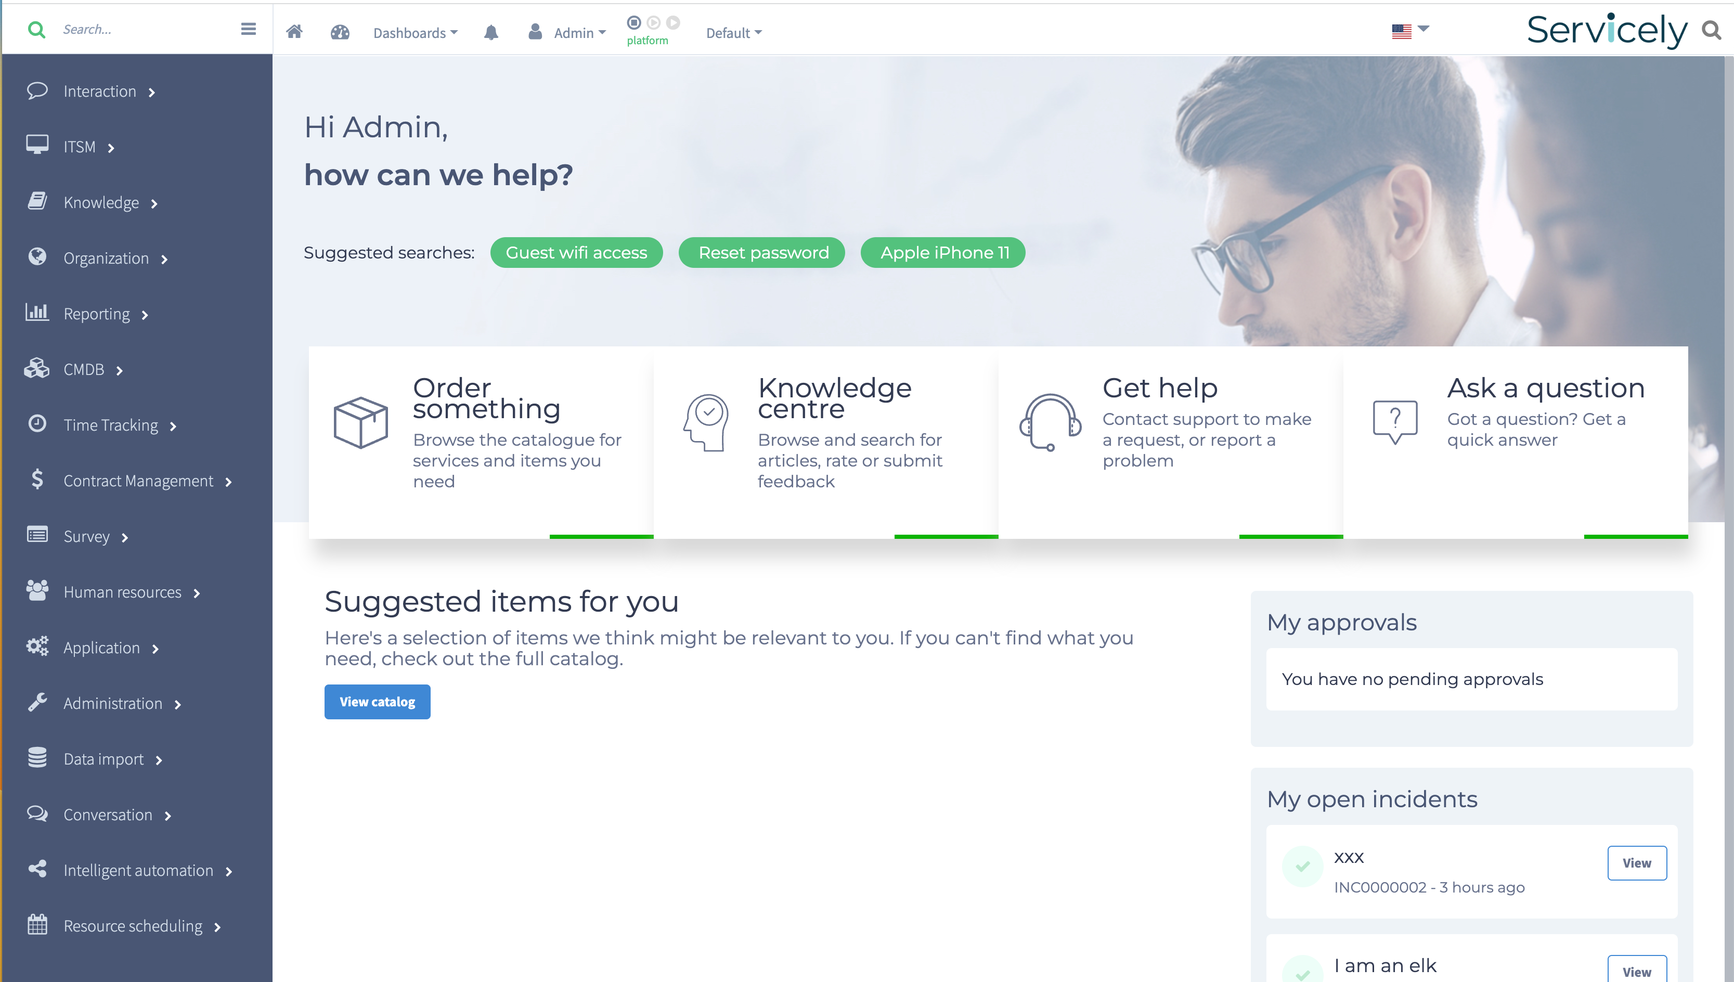 Search...
Dashboards
Admin
platform
Default
Servicely
Interaction
ITSM
Knowledge
Organization
Reporting
CMDB
Time Tracking
Contract Management
Survey
Human resources
Application
Administration
Data import
Conversation
Intelligent automation
Resource scheduling
Hi Admin,
how can we help?
Suggested searches: Guest wifi access Reset password Apple iPhone 11
Order
something
Browse the catalogue for
services and items you
need
Knowledge
centre
Browse and search for
articles, rate or submit
feedback
Get help
Contact support to make
a request, or report a
problem
?
Ask a question
Got a question? Get a
quick answer
Suggested items for you
Here's a selection of items we think might be relevant to you. If you can't find what you
need, check out the full catalog.
View catalog
My approvals
You have no pending approvals
My open incidents
xxx
INC0000002 - 3 hours ago
View
I am an elk
View